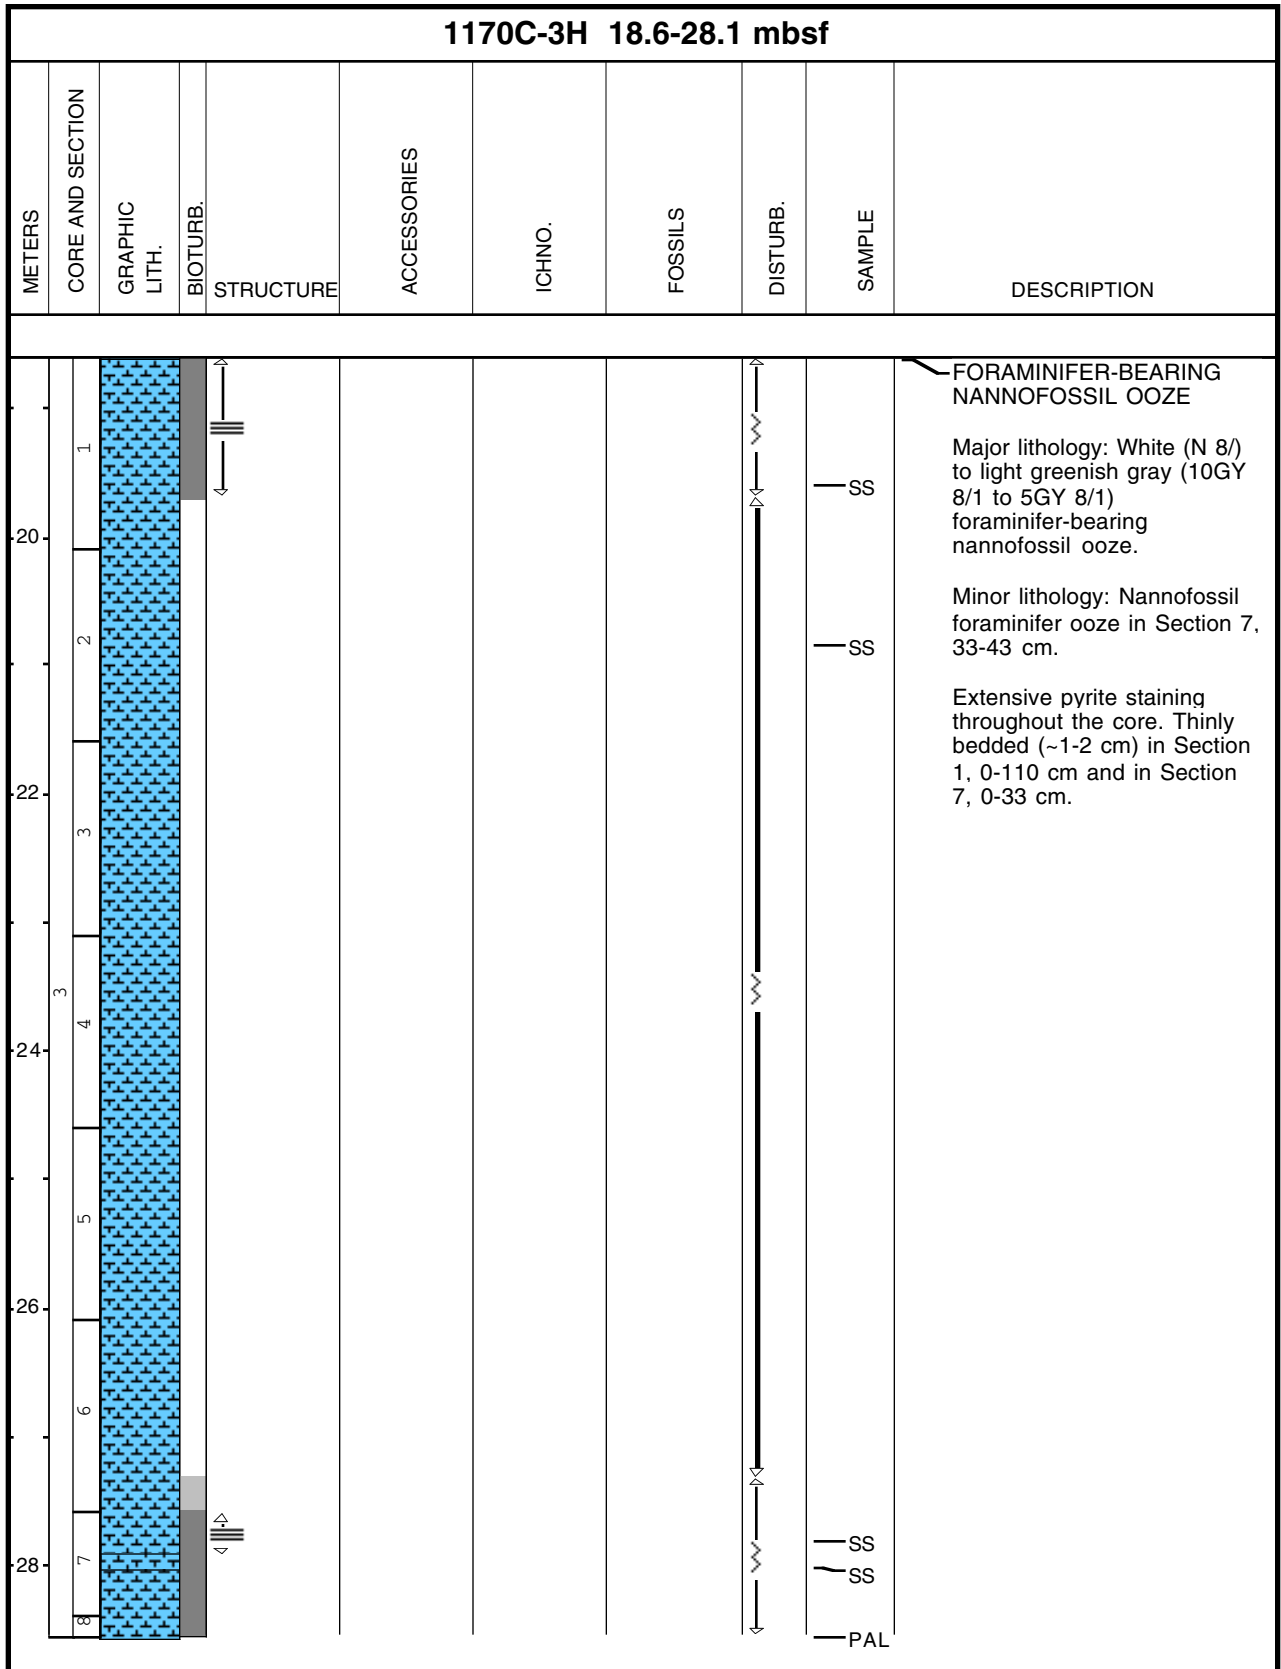 1170C-3H 18.6-28.1 mbsf
METERS
CORE AND SECTION
GRAPHIC
LITH.
BIOTURB.
STRUCTURE
ACCESSORIES
ICHNO.
FOSSILS
DISTURB.
SAMPLE
DESCRIPTION
FORAMINIFER-BEARING
NANNOFOSSIL OOZE
Major lithology: White (N 8/)
to light greenish gray (10GY
8/1 to 5GY 8/1)
foraminifer-bearing
nannofossil ooze.
Minor lithology: Nannofossil
foraminifer ooze in Section 7,
33-43 cm.
Extensive pyrite staining
throughout the core. Thinly
bedded (~1-2 cm) in Section
1, 0-110 cm and in Section
7, 0-33 cm.
1
SS
20
2
SS
22
3
3
4
24
5
26
6
7
SS
28
SS
8
PAL